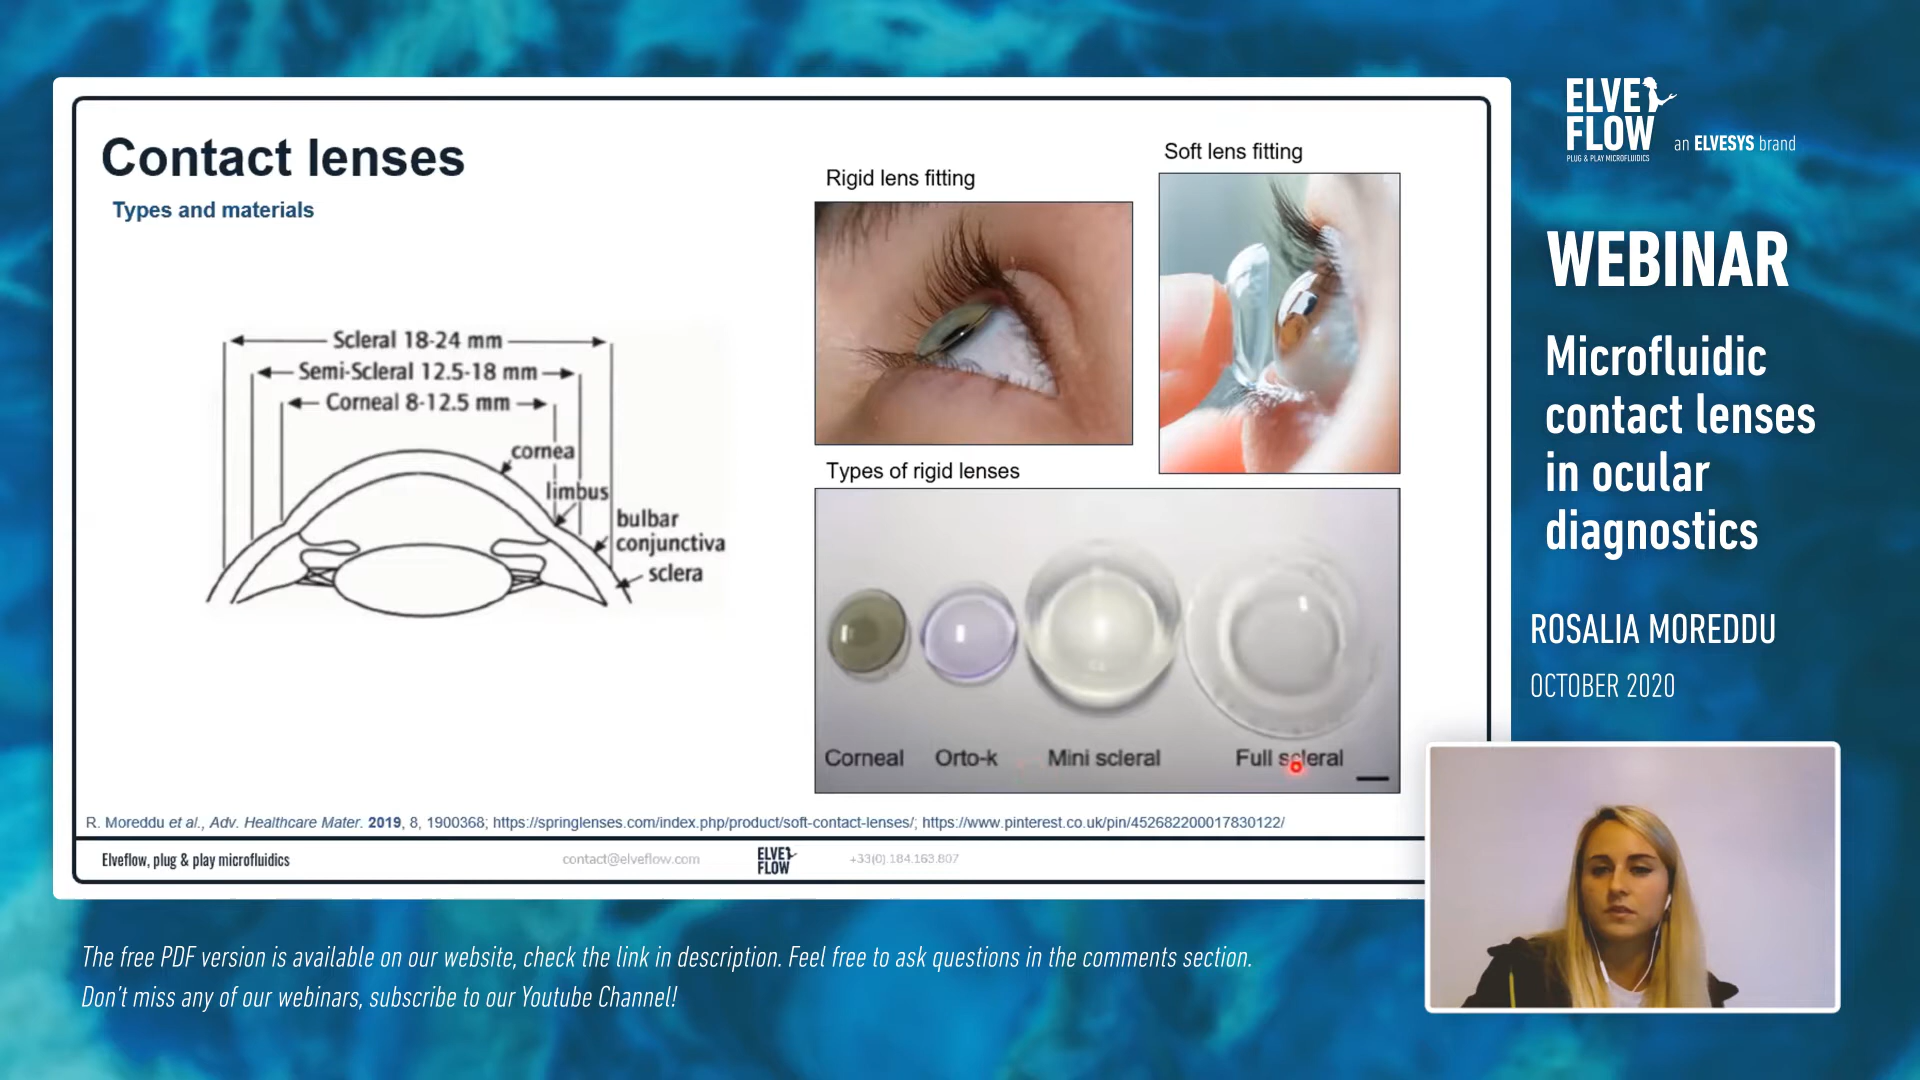 Contact lenses
Types and materials
Scleral 18-24 mm
Semi-Scleral 12.5-18 mm
Corneal 8-12.5 mm
cornea
limbus
bulbar
conjunctiva
sclera
Rigid lens fitting
Soft lens fitting
Types of rigid lenses
Corneal
Orto-k
Mini scleral
Full scleral
R. Moreddu et al., Adv. Healthcare Mater. 2019, 8, 1900368; https://springlenses.com/index.php/product/soft-contact-lenses/; https://www.pinterest.co.uk/pin/452682200017830122/
Elveflow, plug & play microfluidics
contact@elveflow.com
ELVE
FLOW
+33(0).184.163.807
ELVE
FLOW
PLUG & PLAY MICROFLUIDICS
an ELVESYS brand
WEBINAR
Microfluidic
contact lenses
in ocular
diagnostics
ROSALIA MOREDDU
OCTOBER 2020
The free PDF version is available on our website, check the link in description. Feel free to ask questions in the comments section.
Don't miss any of our webinars, subscribe to our Youtube Channel!